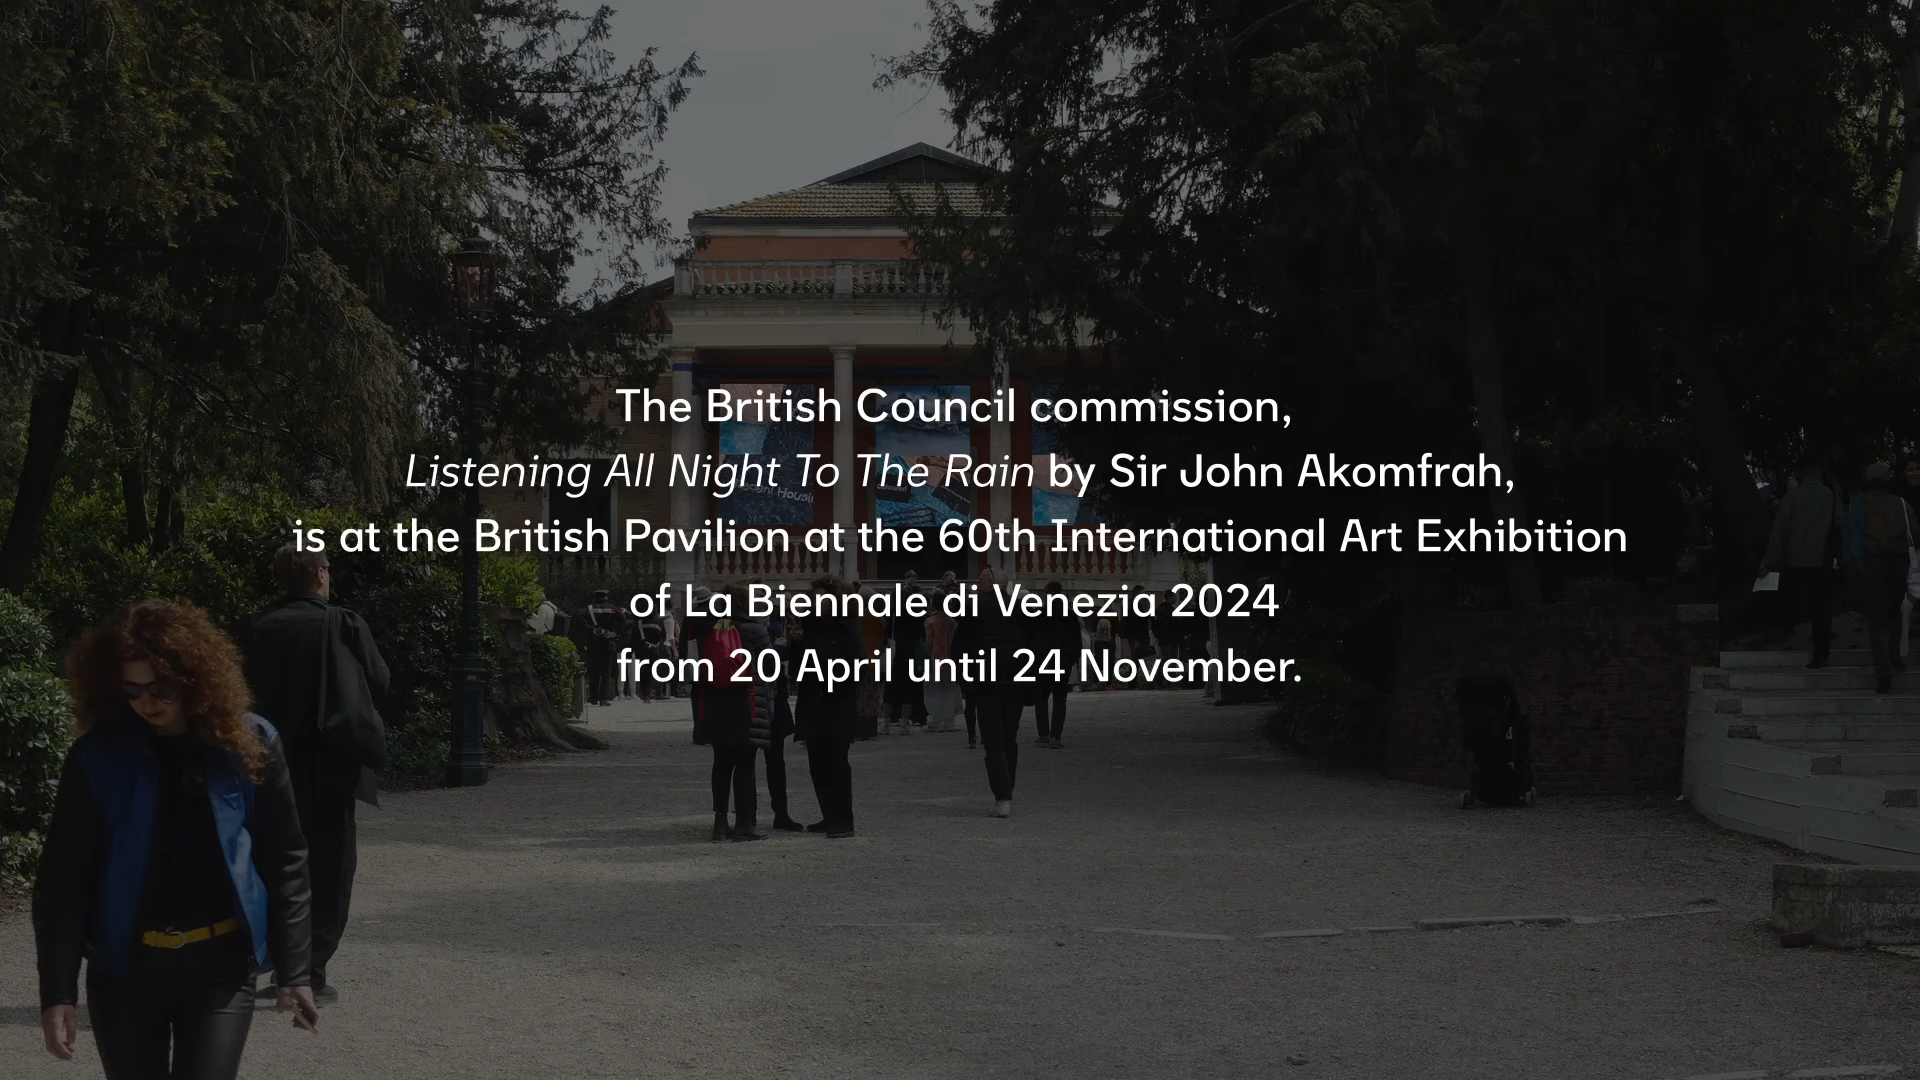 The British Council commission,
Listening All Night To The Rain by Sir John Akomfrah,
is at the British Pavilion at the 60th International Art Exhibition
of La Biennale di Venezia 2024
from 20 April until 24 November.